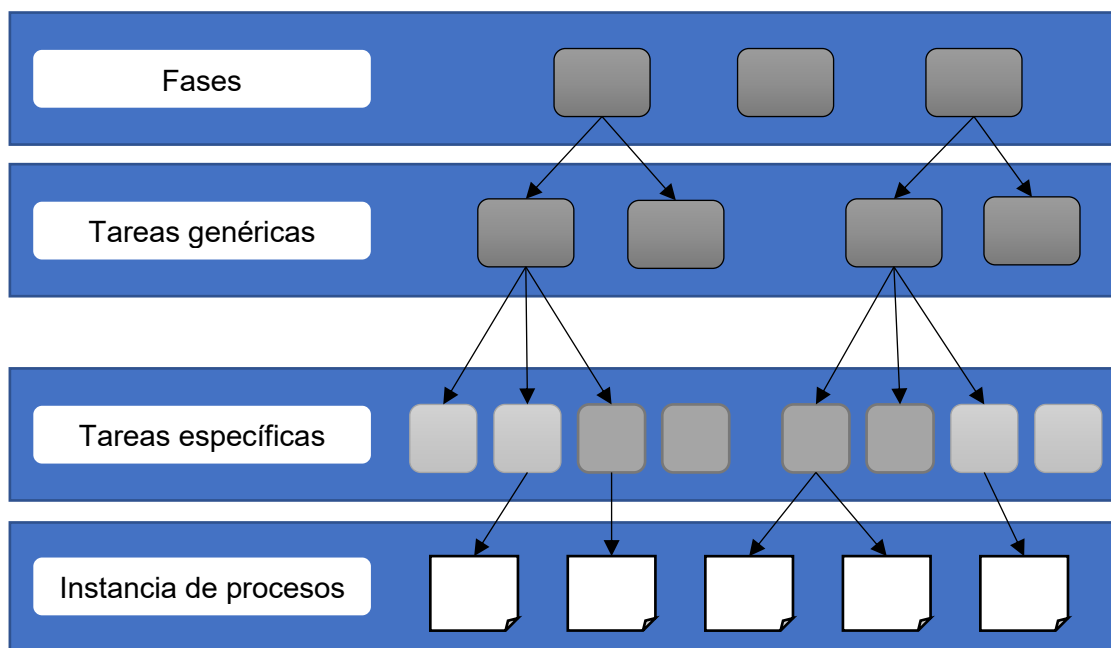 Fases
Tareas genéricas
Tareas específicas
Instancia de procesos